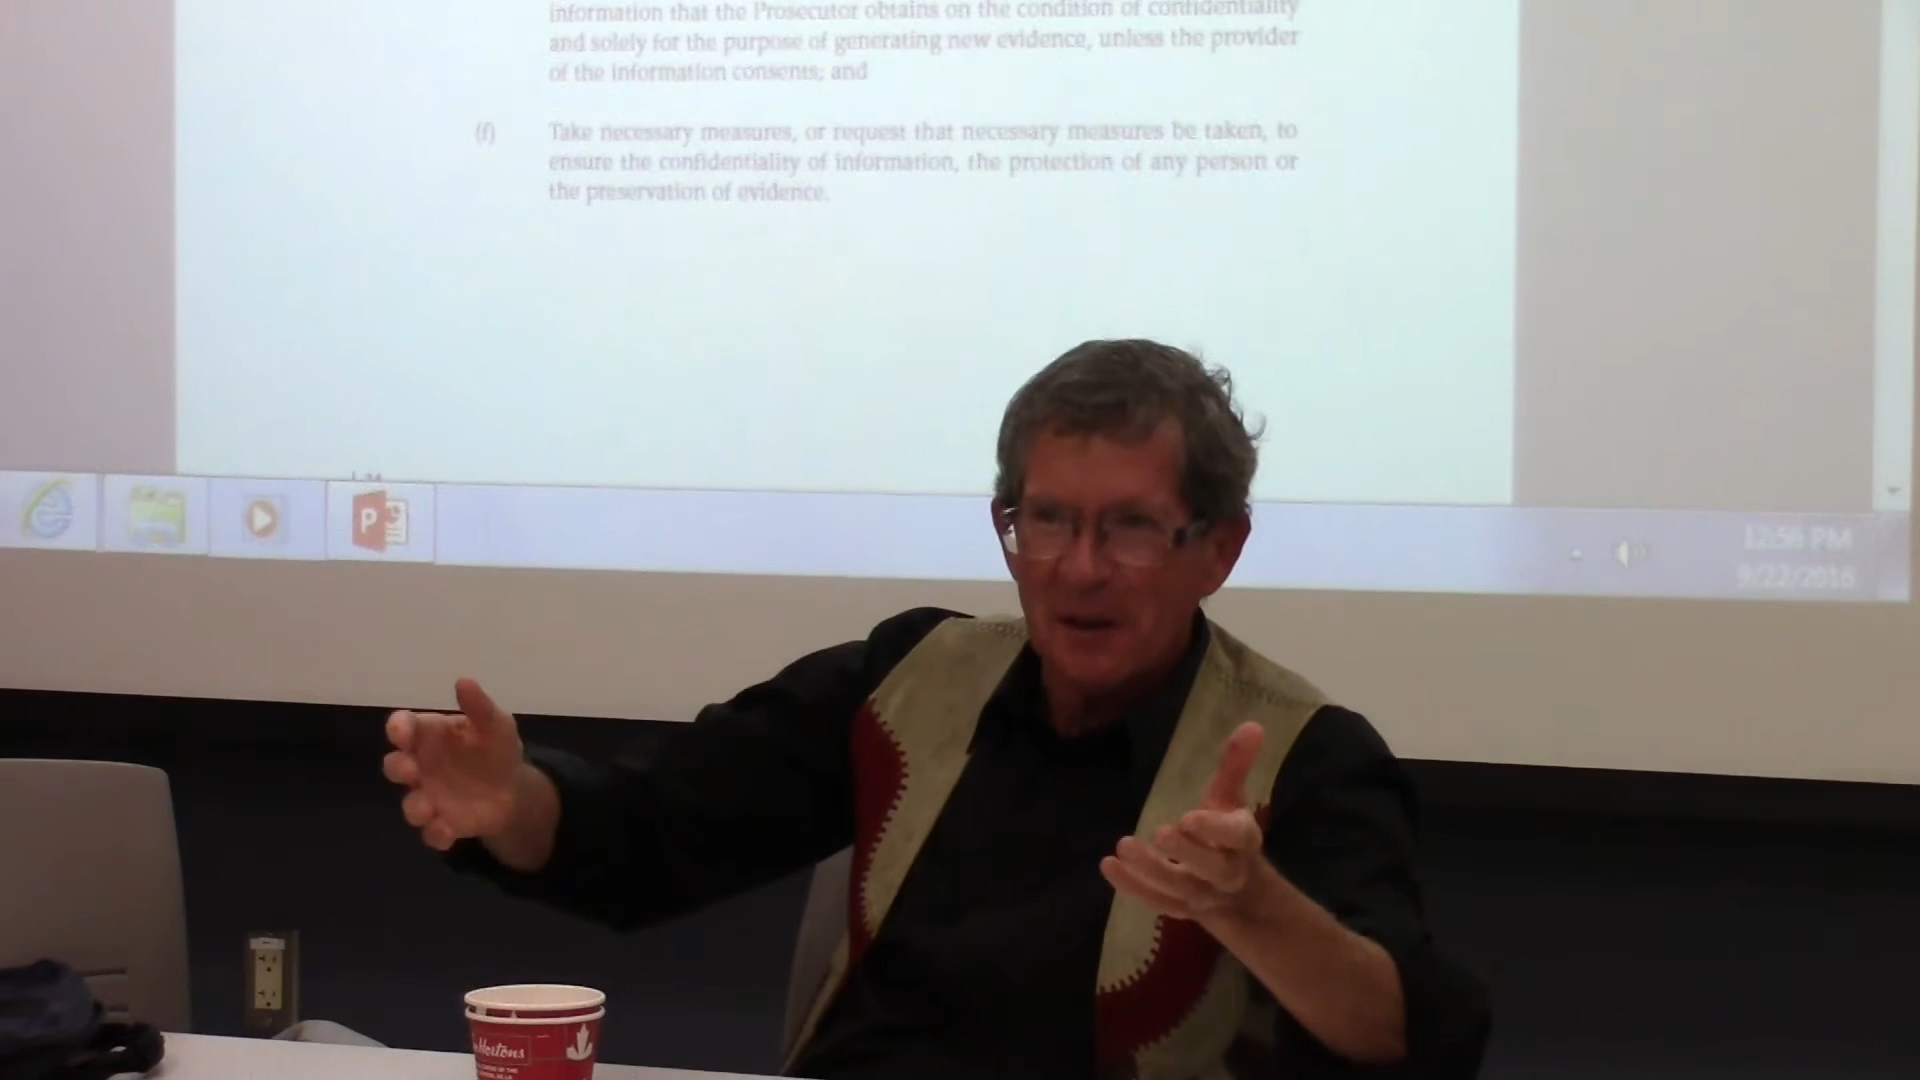 information that the Prosecutor obtains on the condition of confidentiality
and solely for the purpose of generating new evidence, unless the provider
of the information consents; and
(f) Take necessary measures, or request that necessary measures be taken, to
ensure the confidentiality of information, the protection of any person or
the preservation of evidence.
P
12:56 PM
9/22/2016
Hortons